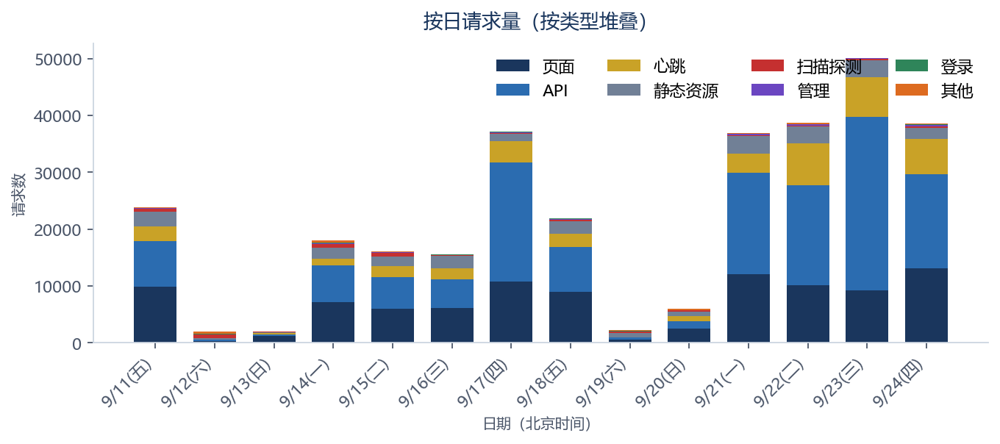 按日请求量（按类型堆叠）
页面 心跳 扫描探测 登录
API 静态资源 管理 其他
50000
40000
30000
20000
10000
0
请求数
9/11(五) 9/12(六) 9/13(日) 9/14(一) 9/15(二) 9/16(三) 9/17(四) 9/18(五) 9/19(六) 9/20(日) 9/21(一) 9/22(二) 9/23(三) 9/24(四)
日期（北京时间）